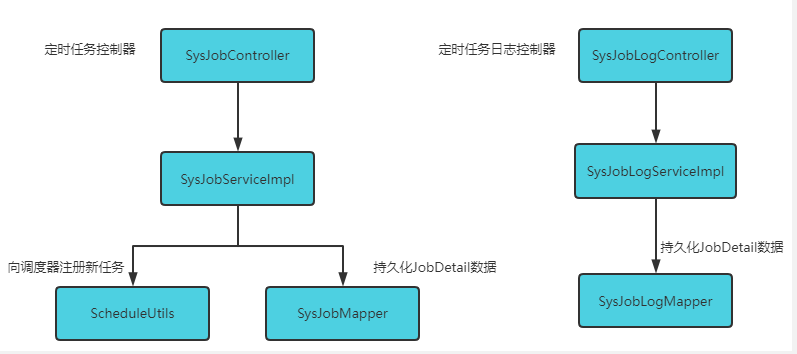 定时任务控制器
SysJobController
定时任务日志控制器
SysJobLogController
SysJobServiceImpl
SysJobLogServiceImpl
向调度器注册新任务
持久化JobDetail数据
持久化JobDetail数据
ScheduleUtils
SysJobMapper
SysJobLogMapper